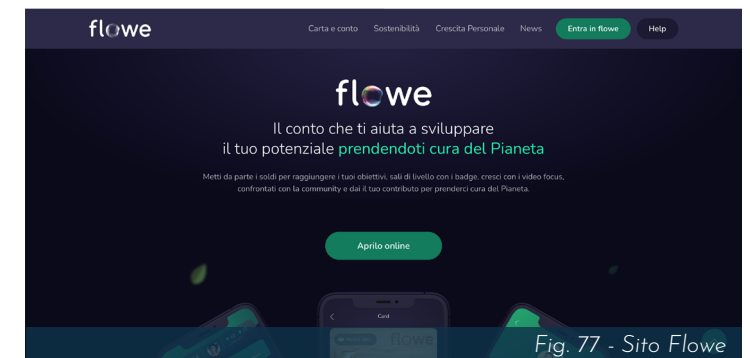 flowe
Carta e conto Sostenibilità Crescita Personale News Entra in flowe Help
flowe
Il conto che ti aiuta a sviluppare
il tuo potenziale prendendoti cura del Pianeta
Metti da parte i soldi per raggiungere i tuoi obiettivi, sali di livello con i badge, cresci con i video focus,
confrontati con la community e dai il tuo contributo per prenderci cura del Pianeta.
Aprilo online
Card
flowe
Fig. 77 - Sito Flowe